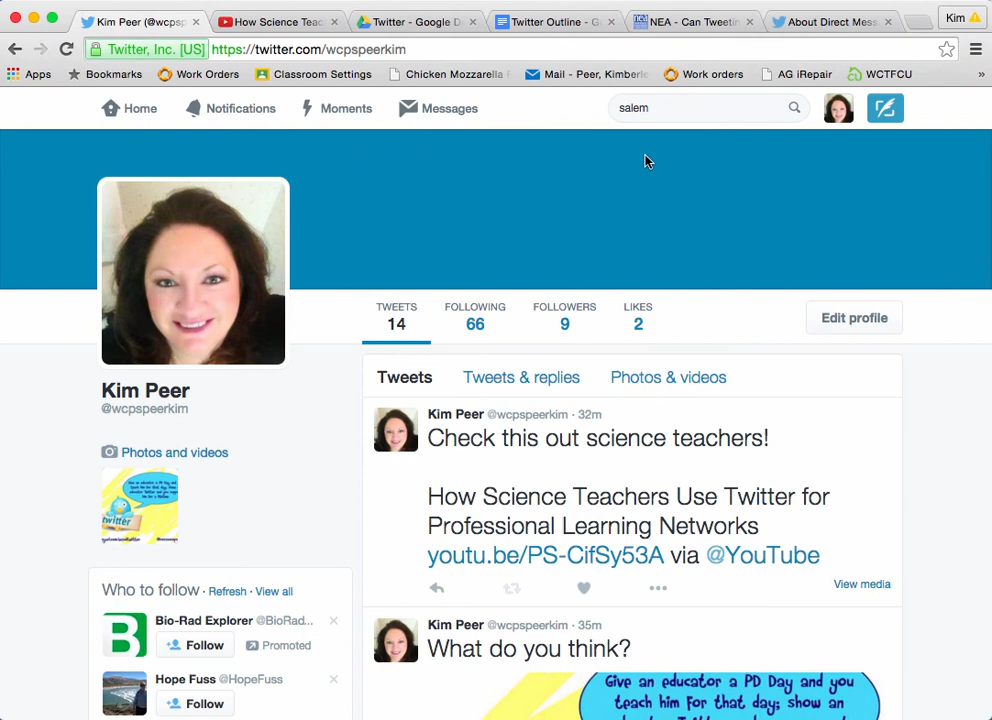 Kim Peer (@wcpsp
How Science Teac
Twitter - Google D
Twitter Outline - G
NEA - Can Tweetin
About Direct Mess
Kim
Twitter, Inc. [US] https://twitter.com/wcpspeerkim
Apps Bookmarks Work Orders Classroom Settings Chicken Mozzarella Mail - Peer, Kimberle Work orders AG iRepair WCTFCU »
Home Notifications Moments Messages salem
TWEETS FOLLOWING FOLLOWERS LIKES
14 66 9 2
Edit profile
Kim Peer
@wcpspeerkim
Photos and videos
twitter
Who to follow · Refresh · View all
Bio-Rad Explorer @BioRad...
Follow Promoted
Hope Fuss @HopeFuss
Follow
Tweets Tweets & replies Photos & videos
Kim Peer @wcpspeerkim · 32m
Check this out science teachers!
How Science Teachers Use Twitter for
Professional Learning Networks
youtu.be/PS-CifSy53A via @YouTube
View media
Kim Peer @wcpspeerkim · 35m
What do you think?
Give an educator a PD Day and you
teach him for that day; show an